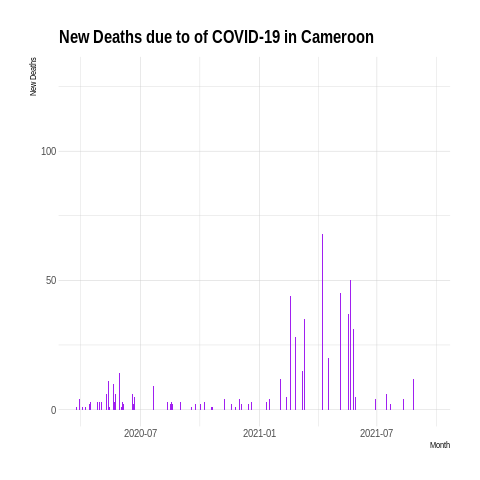 New Deaths due to of COVID-19 in Cameroon
New Deaths
100
50
0
2020-07
2021-01
2021-07
Month